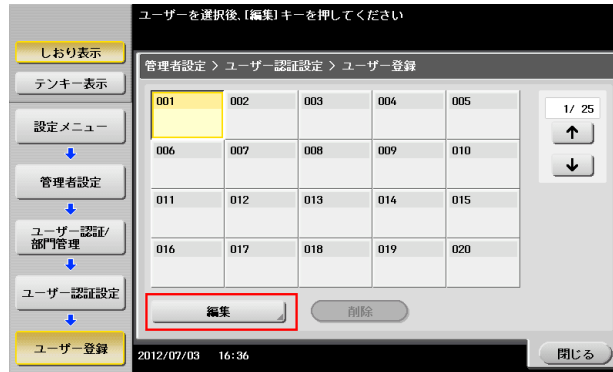 ユーザーを選択後、[編集]キーを押してください
しおり表示
テンキー表示
設定メニュー
管理者設定
ユーザー認証/
部門管理
ユーザー認証設定
ユーザー登録
管理者設定 > ユーザー認証設定 > ユーザー登録
001 002 003 004 005
006 007 008 009 010
011 012 013 014 015
016 017 018 019 020
1/ 25
↑
↓
編集
削除
2012/07/03 16:36
閉じる